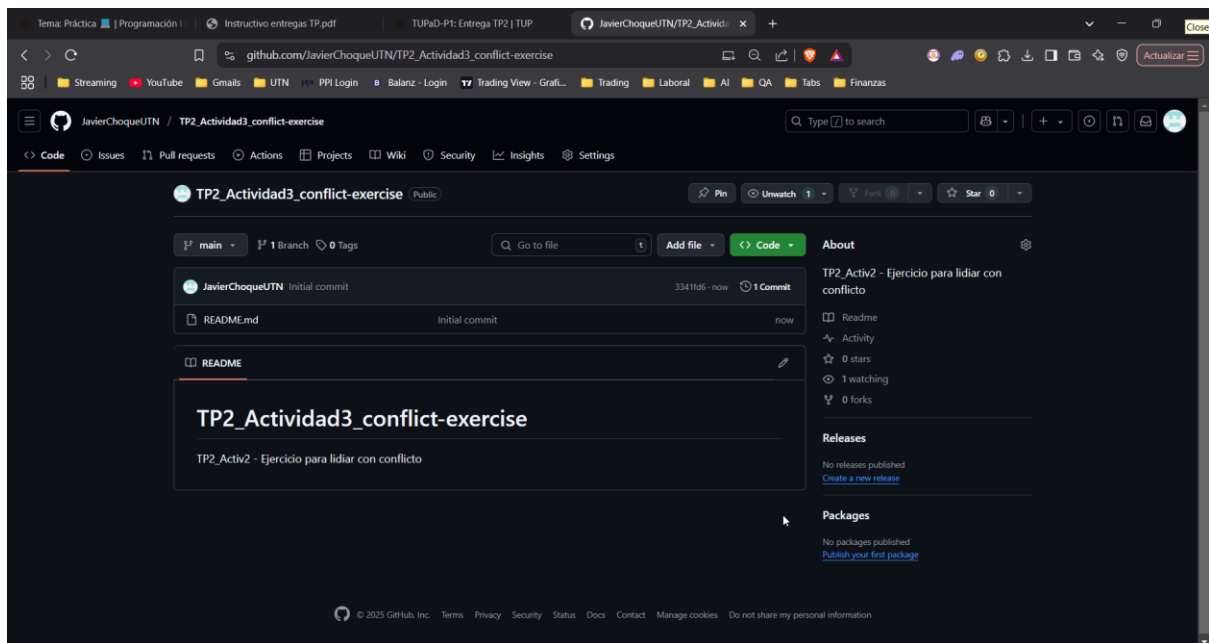 Tema: Práctica 💻 | Programación I
Instructivo entregas TP.pdf
TUPaD-P1: Entrega TP2 | TUP
JavierChoqueUTN/TP2_Activida
Close
github.com/JavierChoqueUTN/TP2_Actividad3_conflict-exercise
Actualizar
Streaming YouTube Gmails UTN PPI Login Balanz - Login Trading View - Grafi... Trading Laboral AI QA Tabs Finanzas
JavierChoqueUTN / TP2_Actividad3_conflict-exercise
Type / to search
Code Issues Pull requests Actions Projects Wiki Security Insights Settings
TP2_Actividad3_conflict-exercise Public
Pin Unwatch 1 Fork 0 Star 0
main 1 Branch 0 Tags Go to file t Add file Code
JavierChoqueUTN Initial commit 3341fd6 · now 1 Commit
README.md Initial commit now
README
TP2_Actividad3_conflict-exercise
TP2_Activ2 - Ejercicio para lidiar con conflicto
About
TP2_Activ2 - Ejercicio para lidiar con
conflicto
Readme
Activity
0 stars
1 watching
0 forks
Releases
No releases published
Create a new release
Packages
No packages published
Publish your first package
© 2025 GitHub, Inc. Terms Privacy Security Status Docs Contact Manage cookies Do not share my personal information